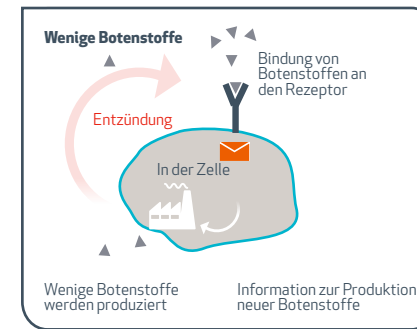 Wenige Botenstoffe
Bindung von
Botenstoffen an
den Rezeptor
Entzündung
In der Zelle
Wenige Botenstoffe
werden produziert
Information zur Produktion
neuer Botenstoffe